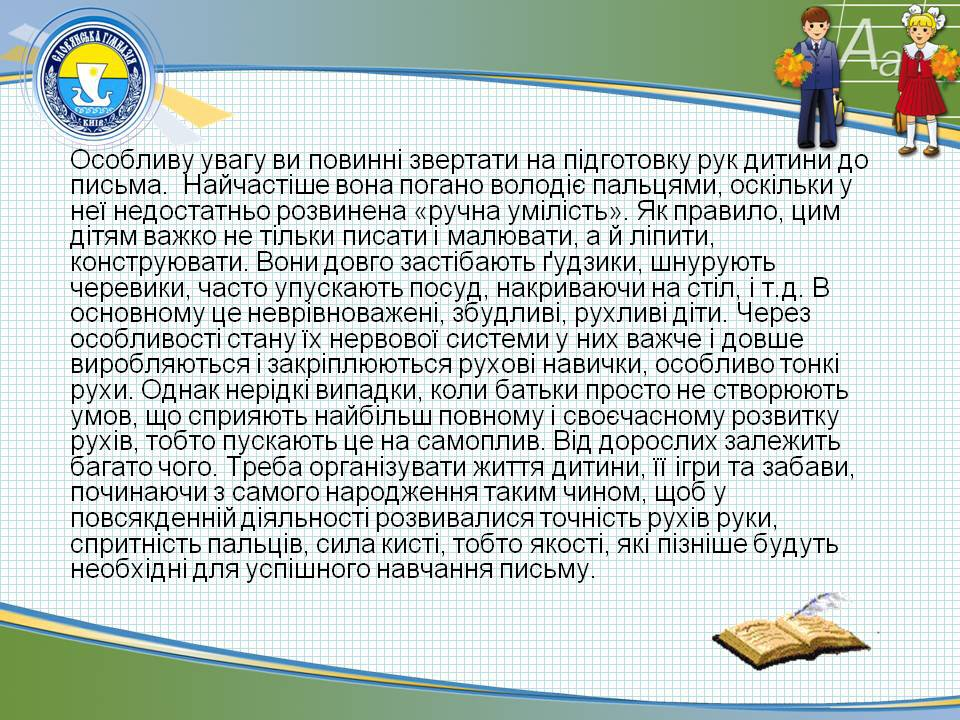 СЛОВ'ЯНСЬКА ГІМНАЗІЯ
КИЇВ
Аа
Особливу увагу ви повинні звертати на підготовку рук дитини до
письма. Найчастіше вона погано володіє пальцями, оскільки у
неї недостатньо розвинена «ручна умілість». Як правило, цим
дітям важко не тільки писати і малювати, а й ліпити,
конструювати. Вони довго застібають ґудзики, шнурують
черевики, часто упускають посуд, накриваючи на стіл, і т.д. В
основному це неврівноважені, збудливі, рухливі діти. Через
особливості стану їх нервової системи у них важче і довше
виробляються і закріплюються рухові навички, особливо тонкі
рухи. Однак нерідкі випадки, коли батьки просто не створюють
умов, що сприяють найбільш повному і своєчасному розвитку
рухів, тобто пускають це на самоплив. Від дорослих залежить
багато чого. Треба організувати життя дитини, її ігри та забави,
починаючи з самого народження таким чином, щоб у
повсякденній діяльності розвивалися точність рухів руки,
спритність пальців, сила кисті, тобто якості, які пізніше будуть
необхідні для успішного навчання письму.